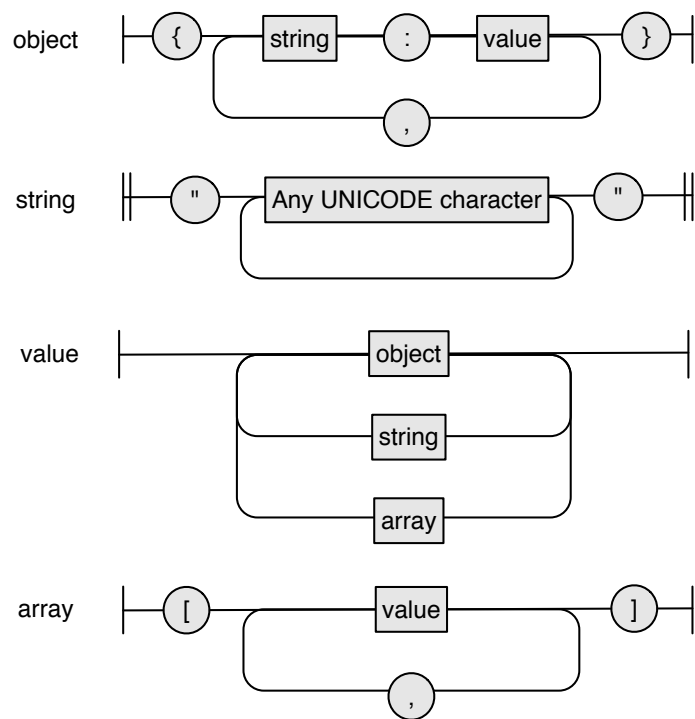 object { string : value }
,
string " Any UNICODE character "
value object
string
array
array [ value ]
,